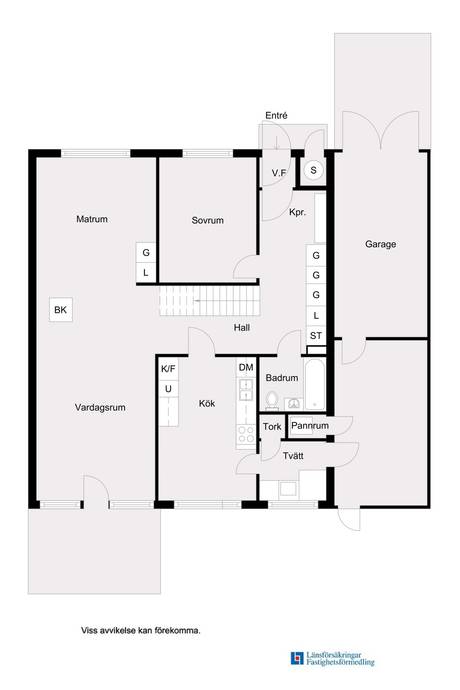 Entré
V.F
S
Matrum
Sovrum
Kpr.
Garage
G
L
G
G
G
L
ST
BK
Hall
K/F
U
DM
Kök
Badrum
Vardagsrum
Tork
Pannrum
Tvätt
Viss avvikelse kan förekomma.
Länsförsäkringar
Fastighetsförmedling